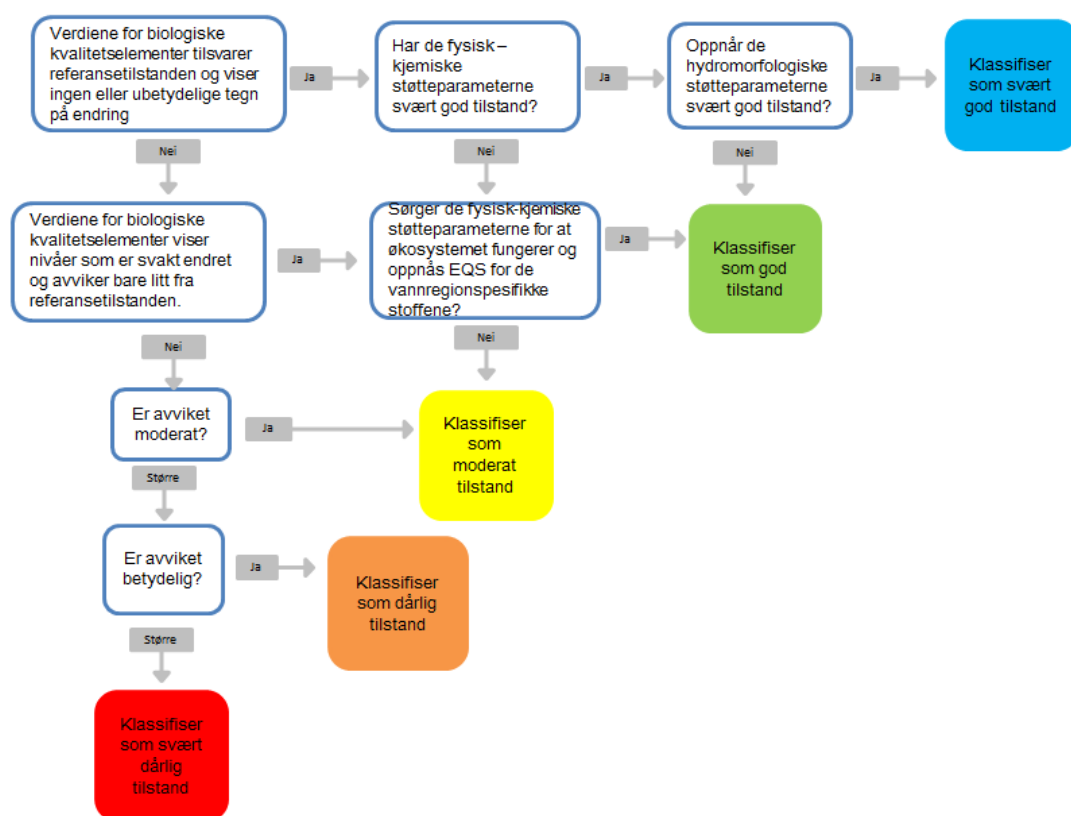 Verdiene for biologiske
kvalitetselementer tilsvarer
referansetilstanden og viser
ingen eller ubetydelige tegn
på endring
Ja
Har de fysisk –
kjemiske
støtteparameterne
svært god tilstand?
Ja
Oppnår de
hydromorfologiske
støtteparameterne
svært god tilstand?
Ja
Klassifiser
som svært
god tilstand
Nei
Nei
Nei
Verdiene for biologiske
kvalitetselementer viser
nivåer som er svakt endret
og avviker bare litt fra
referansetilstanden.
Ja
Sørger de fysisk-kjemiske
støtteparameterne for at
økosystemet fungerer og
oppnås EQS for de
vannregionspesifikke
stoffene?
Ja
Klassifiser
som god
tilstand
Nei
Nei
Er avviket
moderat?
Ja
Klassifiser
som
moderat
tilstand
Større
Er avviket
betydelig?
Ja
Klassifiser
som dårlig
tilstand
Større
Klassifiser
som svært
dårlig
tilstand